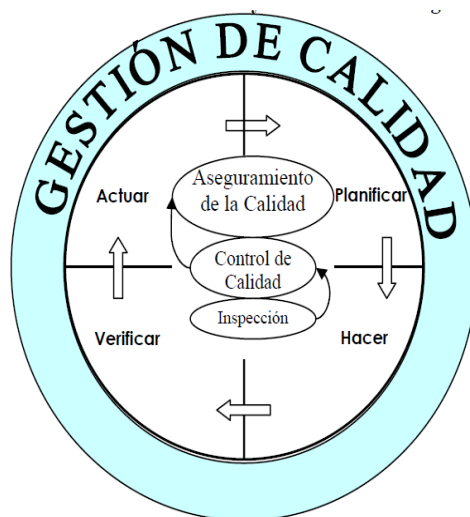 GESTIÓN DE CALIDAD
Aseguramiento
de la Calidad
Actuar
Planificar
Control de
Calidad
Inspección
Verificar
Hacer